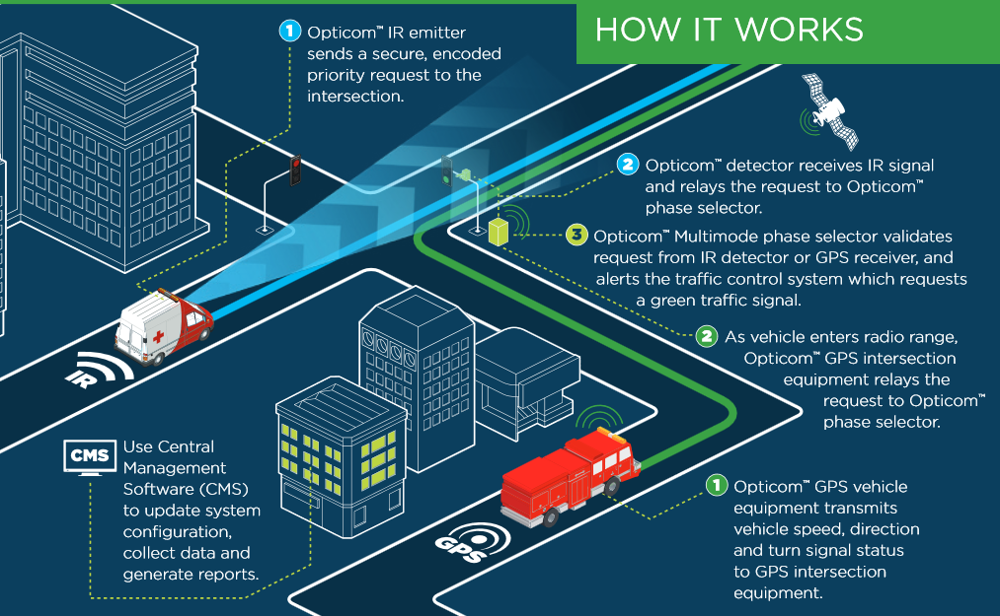 HOW IT WORKS
1 Opticom™ IR emitter
sends a secure, encoded
priority request to the
intersection.
2 Opticom™ detector receives IR signal
and relays the request to Opticom™
phase selector.
3 Opticom™ Multimode phase selector validates
request from IR detector or GPS receiver, and
alerts the traffic control system which requests
a green traffic signal.
2 As vehicle enters radio range,
Opticom™ GPS intersection
equipment relays the
request to Opticom™
phase selector.
IR
CMS
Use Central
Management
Software (CMS)
to update system
configuration,
collect data and
generate reports.
1 Opticom™ GPS vehicle
equipment transmits
vehicle speed, direction
and turn signal status
to GPS intersection
equipment.
GPS